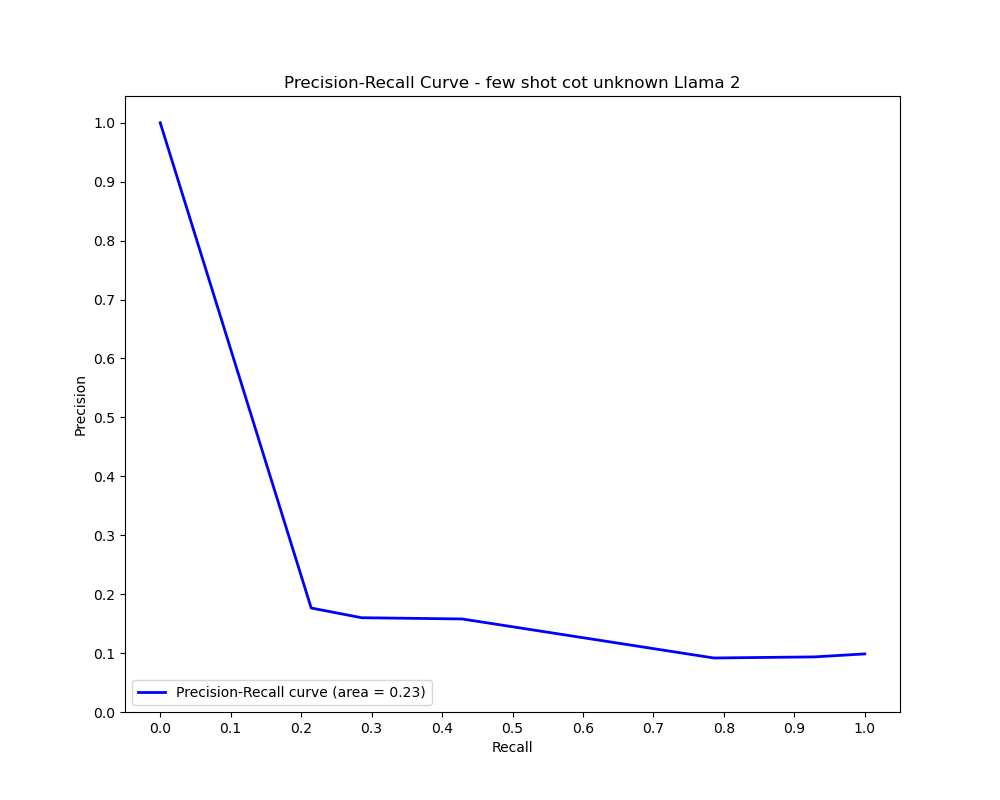 Precision-Recall Curve - few shot cot unknown Llama 2
Precision
1.0
0.9
0.8
0.7
0.6
0.5
0.4
0.3
0.2
0.1
0.0
Precision-Recall curve (area = 0.23)
0.0 0.1 0.2 0.3 0.4 0.5 0.6 0.7 0.8 0.9 1.0
Recall